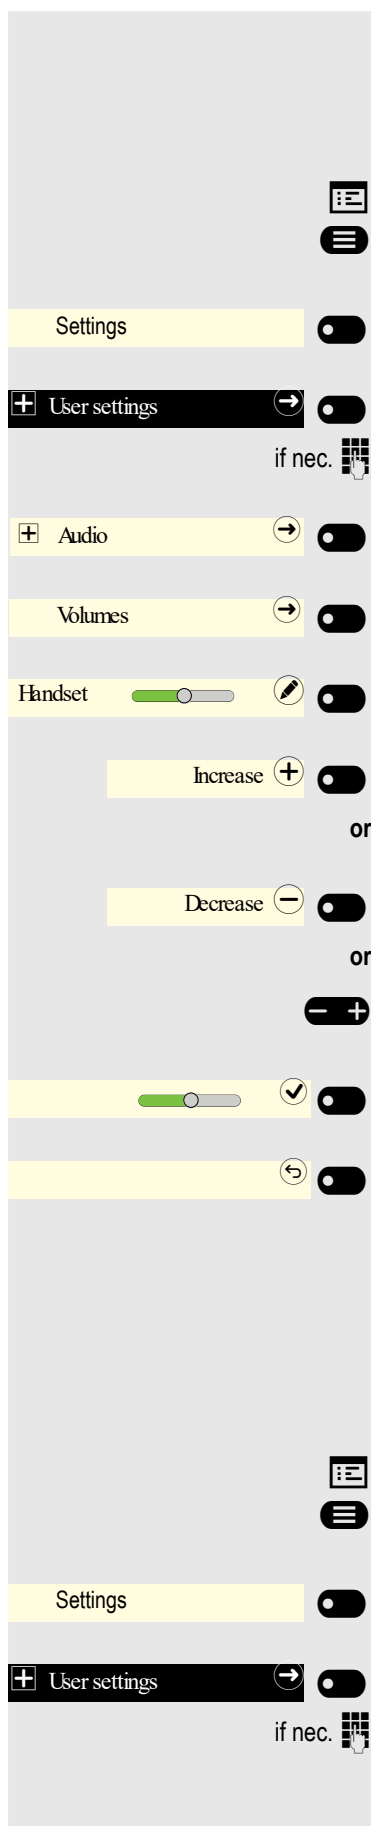 Settings
User settings
if nec.
Audio
Volumes
Handset
Increase
or
Decrease
or
Settings
User settings
if nec.